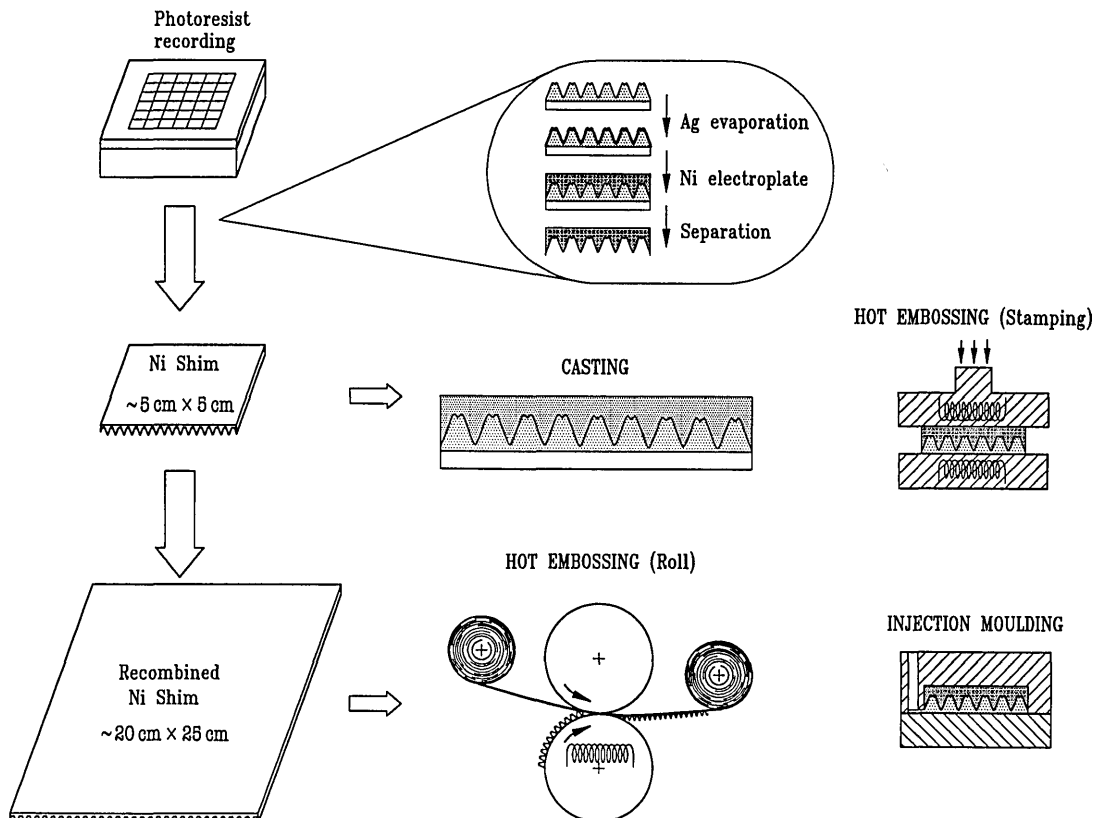 Photoresist
recording
Ag evaporation
Ni electroplate
Separation
HOT EMBOSSING (Stamping)
Ni Shim
~5 cm × 5 cm
CASTING
HOT EMBOSSING (Roll)
INJECTION MOULDING
Recombined
Ni Shim
~20 cm × 25 cm